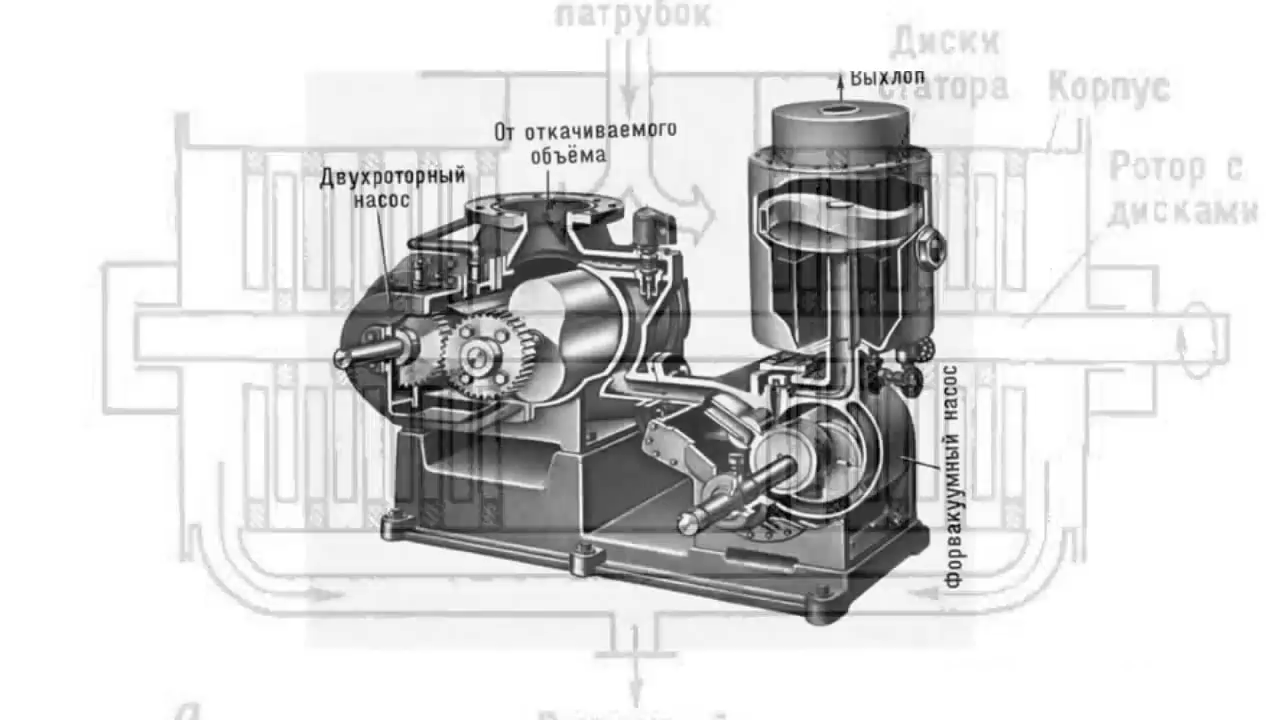 патрубок
Диски
статора
Корпус
Ротор с
дисками
Выхлоп
От откачиваемого
объёма
Двухроторный
насос
Форвакуумный насос
а